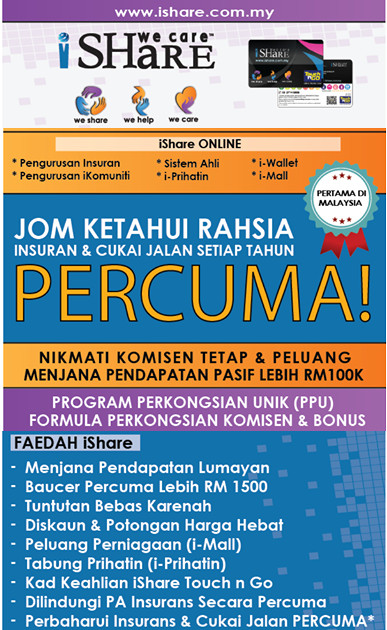 www.ishare.com.my
we care™
iSHaRE
we share
we help
we care
iShare ONLINE
* Pengurusan Insuran
* Sistem Ahli
* i-Wallet
* Pengurusan iKomuniti
* i-Prihatin
* i-Mall
PERTAMA DI
MALAYSIA
JOM KETAHUI RAHSIA
INSURAN & CUKAI JALAN SETIAP TAHUN
PERCUMA!
NIKMATI KOMISEN TETAP & PELUANG
MENJANA PENDAPATAN PASIF LEBIH RM100K
PROGRAM PERKONGSIAN UNIK (PPU)
FORMULA PERKONGSIAN KOMISEN & BONUS
FAEDAH iShare
- Menjana Pendapatan Lumayan
- Baucer Percuma Lebih RM 1500
- Tuntutan Bebas Karenah
- Diskaun & Potongan Harga Hebat
- Peluang Perniagaan (i-Mall)
- Tabung Prihatin (i-Prihatin)
- Kad Keahlian iShare Touch n Go
- Dilindungi PA Insurans Secara Percuma
- Perbaharui Insurans & Cukai Jalan PERCUMA*